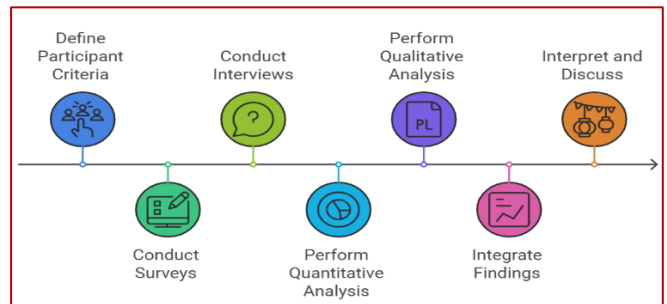 Define
Participant
Criteria
Conduct
Interviews
Perform
Qualitative
Analysis
Interpret and
Discuss
?
PL
Conduct
Surveys
Perform
Quantitative
Analysis
Integrate
Findings